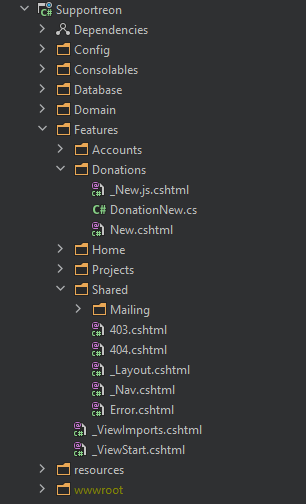 Supportreon
Dependencies
Config
Consolables
Database
Domain
Features
Accounts
Donations
_New.js.cshtml
C# DonationNew.cs
New.cshtml
Home
Projects
Shared
Mailing
403.cshtml
404.cshtml
_Layout.cshtml
_Nav.cshtml
Error.cshtml
_ViewImports.cshtml
_ViewStart.cshtml
resources
wwwroot